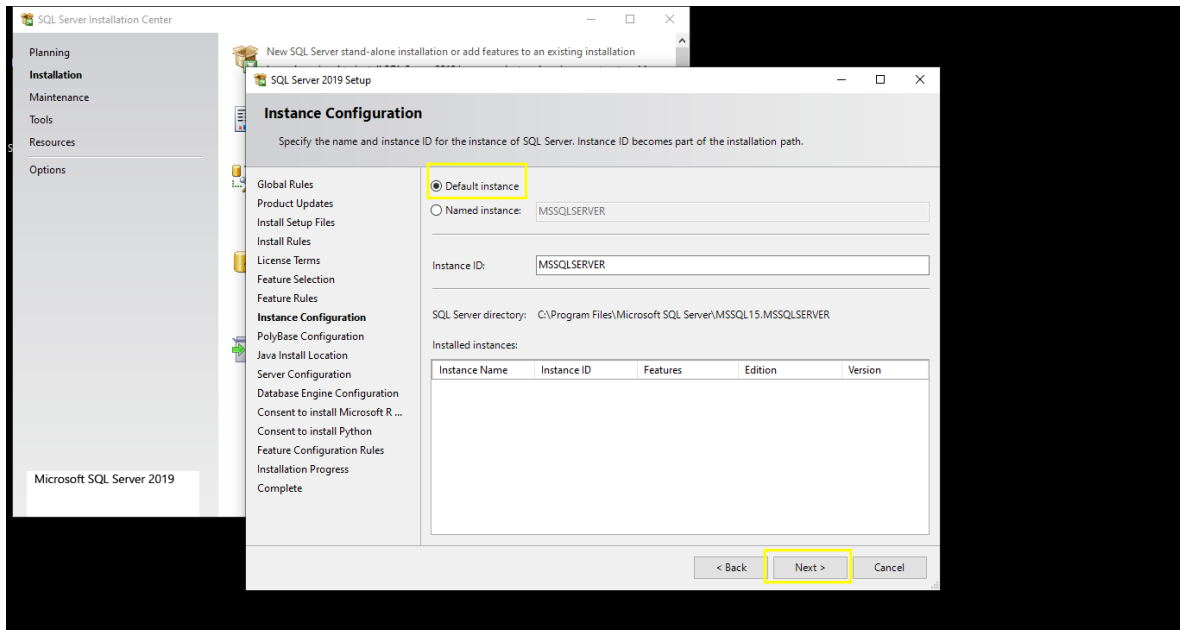 SQL Server Installation Center
Planning
Installation
Maintenance
Tools
Resources
Options
Microsoft SQL Server 2019
New SQL Server stand-alone installation or add features to an existing installation
SQL Server 2019 Setup
Instance Configuration
Specify the name and instance ID for the instance of SQL Server. Instance ID becomes part of the installation path.
Global Rules
Product Updates
Install Setup Files
Install Rules
License Terms
Feature Selection
Feature Rules
Instance Configuration
PolyBase Configuration
Java Install Location
Server Configuration
Database Engine Configuration
Consent to install Microsoft R ...
Consent to install Python
Feature Configuration Rules
Installation Progress
Complete
Default instance
Named instance: MSSQLSERVER
Instance ID: MSSQLSERVER
SQL Server directory: C:\Program Files\Microsoft SQL Server\MSSQL15.MSSQLSERVER
Installed instances:
Instance Name Instance ID Features Edition Version
< Back Next > Cancel